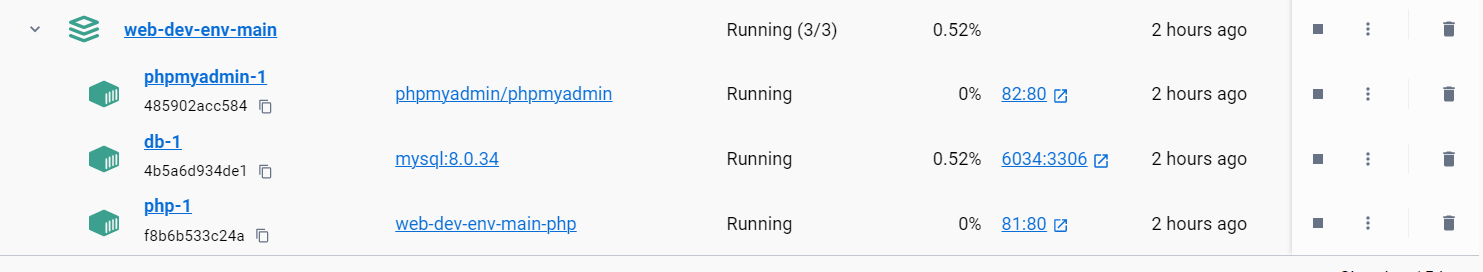 web-dev-env-main Running (3/3) 0.52% 2 hours ago
phpmyadmin-1
485902acc584 phpmyadmin/phpmyadmin Running 0% 82:80 2 hours ago
db-1
4b5a6d934de1 mysql:8.0.34 Running 0.52% 6034:3306 2 hours ago
php-1
f8b6b533c24a web-dev-env-main-php Running 0% 81:80 2 hours ago